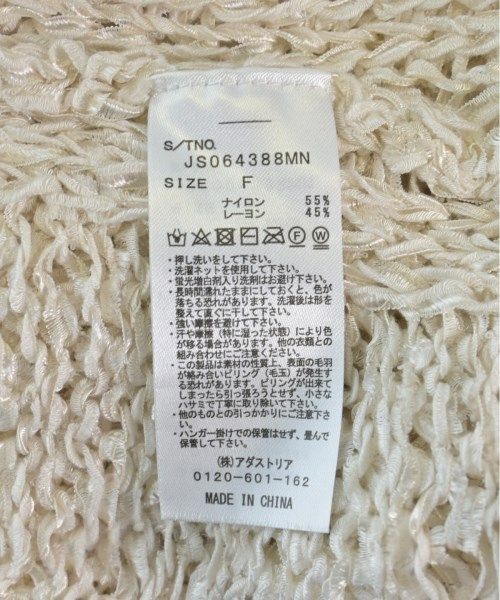 S/TNO.
JS064388MN
SIZE F
ナイロン 55%
レーヨン 45%
F W
・押し洗いをして下さい。
・洗濯ネットを使用して下さい。
・蛍光増白剤入り洗剤はお避け下さい。
・長時間濡れたままにしておくと、色が
落ちる恐れがあります。洗濯後は形を
整えて直ぐに干して下さい。
・強い摩擦を避けて下さい。
・汗や摩擦（特に湿った状態）により色
が移る場合があります。他の衣類との
組み合わせにご注意ください。
・この製品は素材の性質上、表面の毛羽
が絡み合いピリング（毛玉）が発生す
る恐れがあります。ピリングが出来て
しまったら引っ張ろうとせず、小さな
ハサミで丁寧に取り除いて下さい。
・他のものとの引っかかりにご注意下さ
い。
・ハンガー掛けでの保管はせず、畳んで
保管して下さい。
(株)アダストリア
0120-601-162
MADE IN CHINA